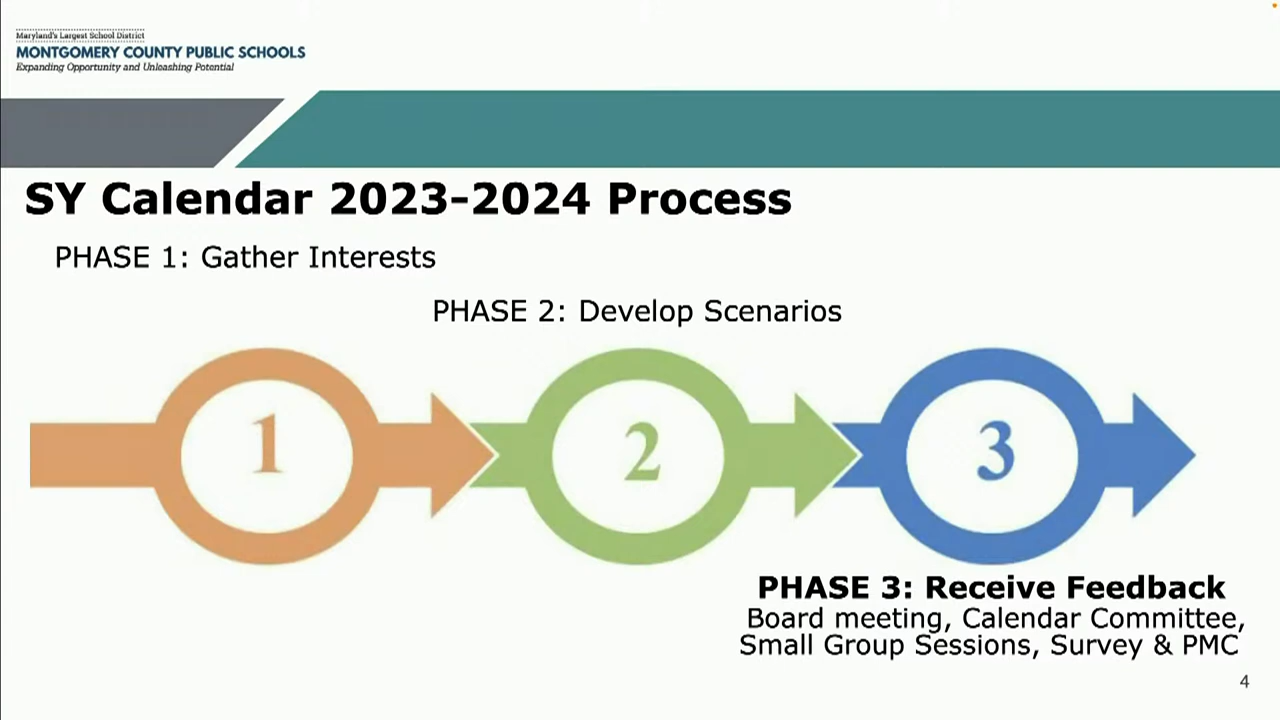 Maryland's Largest School District
MONTGOMERY COUNTY PUBLIC SCHOOLS
Expanding Opportunity and Unleashing Potential
SY Calendar 2023-2024 Process
PHASE 1: Gather Interests
PHASE 2: Develop Scenarios
1
2
3
PHASE 3: Receive Feedback
Board meeting, Calendar Committee,
Small Group Sessions, Survey & PMC
4